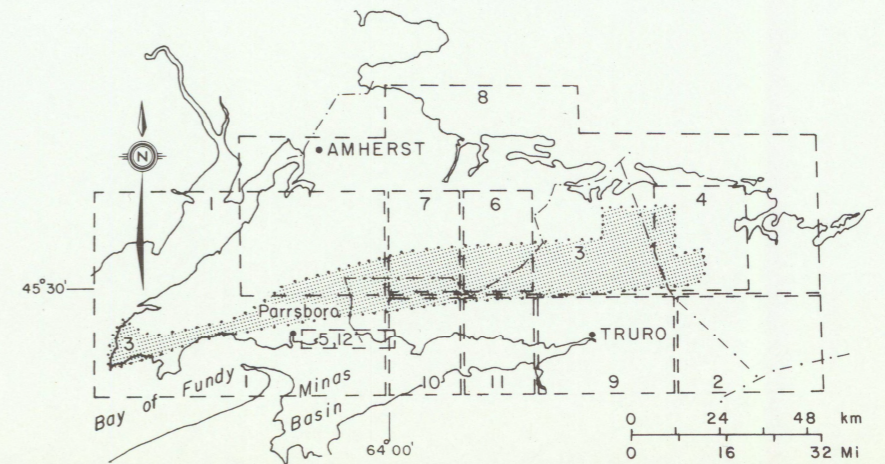 8
N
AMHERST
1
7
6
4
3
45°30'
Parrsboro
3
5,12
TRURO
1
10
11
9
2
Bay of Fundy
Minas
Basin
64°00'
0 24 48 km
0 16 32 Mi